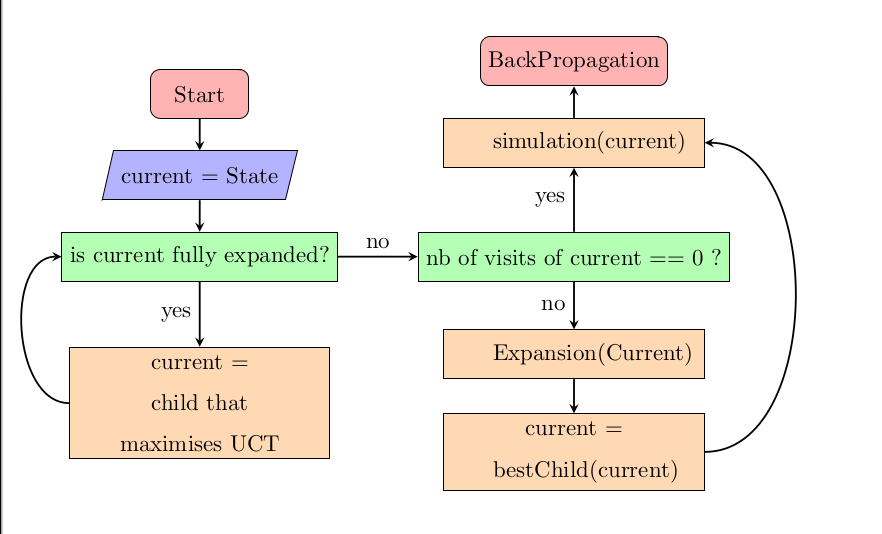 Start
current = State
is current fully expanded?
yes
current =
child that
maximises UCT
no
BackPropagation
simulation(current)
yes
nb of visits of current == 0 ?
no
Expansion(Current)
current =
bestChild(current)